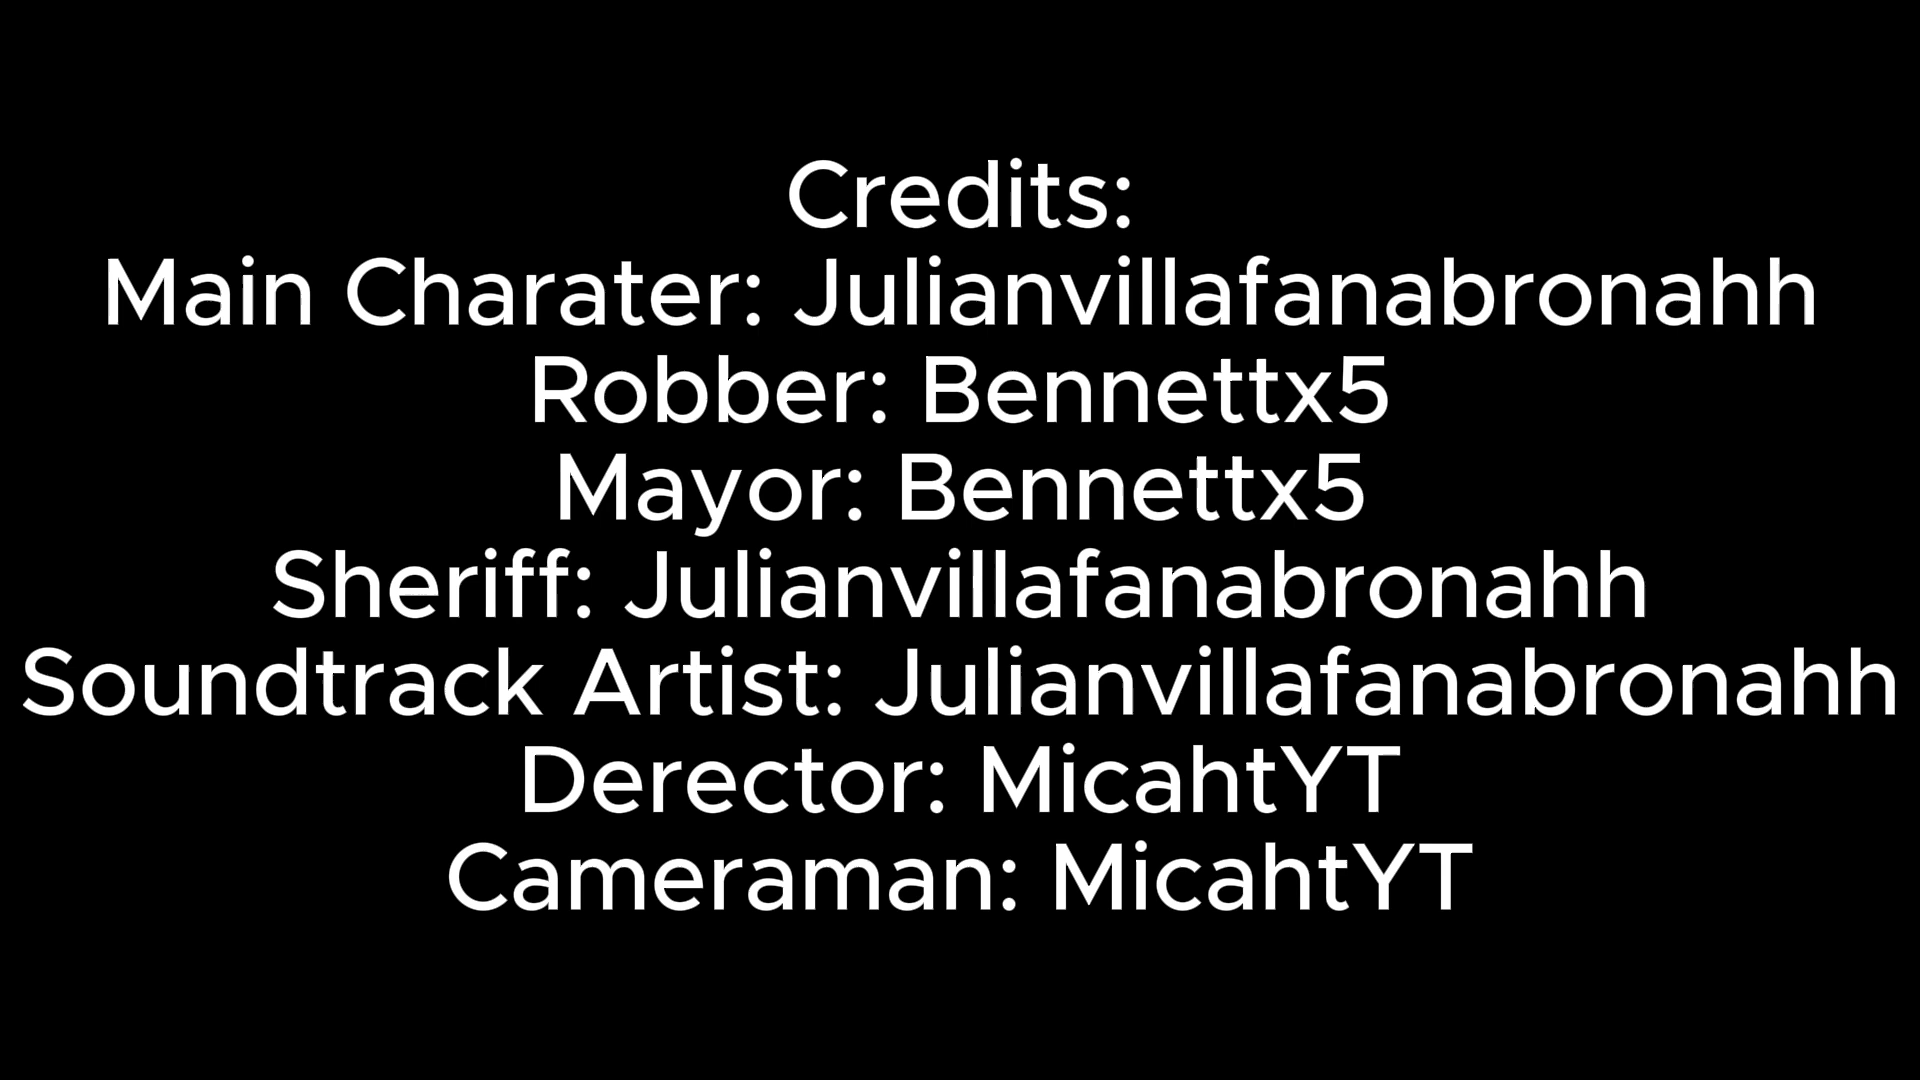 Credits:
Main Charater: Julianvillafanabronahh
Robber: Bennettx5
Mayor: Bennettx5
Sheriff: Julianvillafanabronahh
Soundtrack Artist: Julianvillafanabronahh
Derector: MicahtYT
Cameraman: MicahtYT